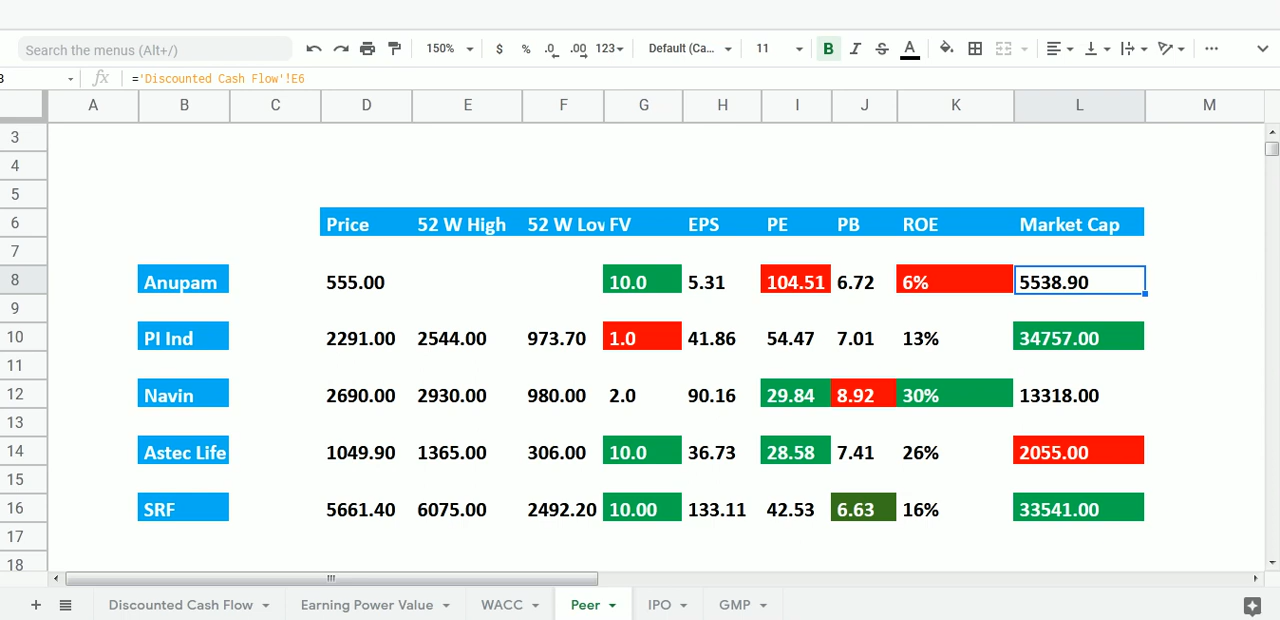 Search the menus (Alt+/)
150% $ % .0 .00 123 Default (Ca... 11 B I S A
fx ='Discounted Cash Flow'!E6
A B C D E F G H I J K L M
3
4
5
6 Price 52 W High 52 W Lov FV EPS PE PB ROE Market Cap
7
8 Anupam 555.00 10.0 5.31 104.51 6.72 6% 5538.90
9
10 PI Ind 2291.00 2544.00 973.70 1.0 41.86 54.47 7.01 13% 34757.00
11
12 Navin 2690.00 2930.00 980.00 2.0 90.16 29.84 8.92 30% 13318.00
13
14 Astec Life 1049.90 1365.00 306.00 10.0 36.73 28.58 7.41 26% 2055.00
15
16 SRF 5661.40 6075.00 2492.20 10.00 133.11 42.53 6.63 16% 33541.00
17
18
+ Discounted Cash Flow Earning Power Value WACC Peer IPO GMP